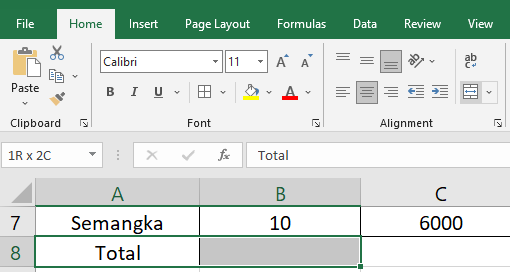 File Home Insert Page Layout Formulas Data Review View
Calibri 11 A A ab
Paste B I U A A c
Clipboard Font Alignment
1R x 2C fx Total
A B C
7 Semangka 10 6000
8 Total